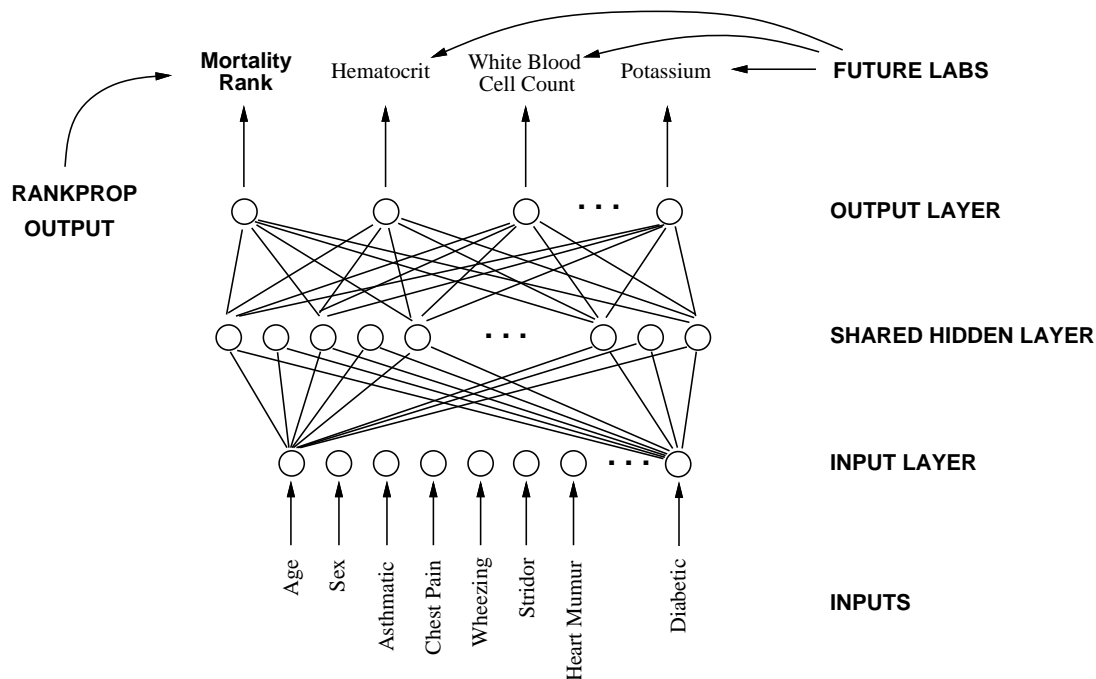 Mortality
Rank
Hematocrit
White Blood
Cell Count
Potassium
FUTURE LABS
RANKPROP
OUTPUT
. . .
OUTPUT LAYER
. . .
SHARED HIDDEN LAYER
. . .
INPUT LAYER
Age
Sex
Asthmatic
Chest Pain
Wheezing
Stridor
Heart Mumur
Diabetic
INPUTS